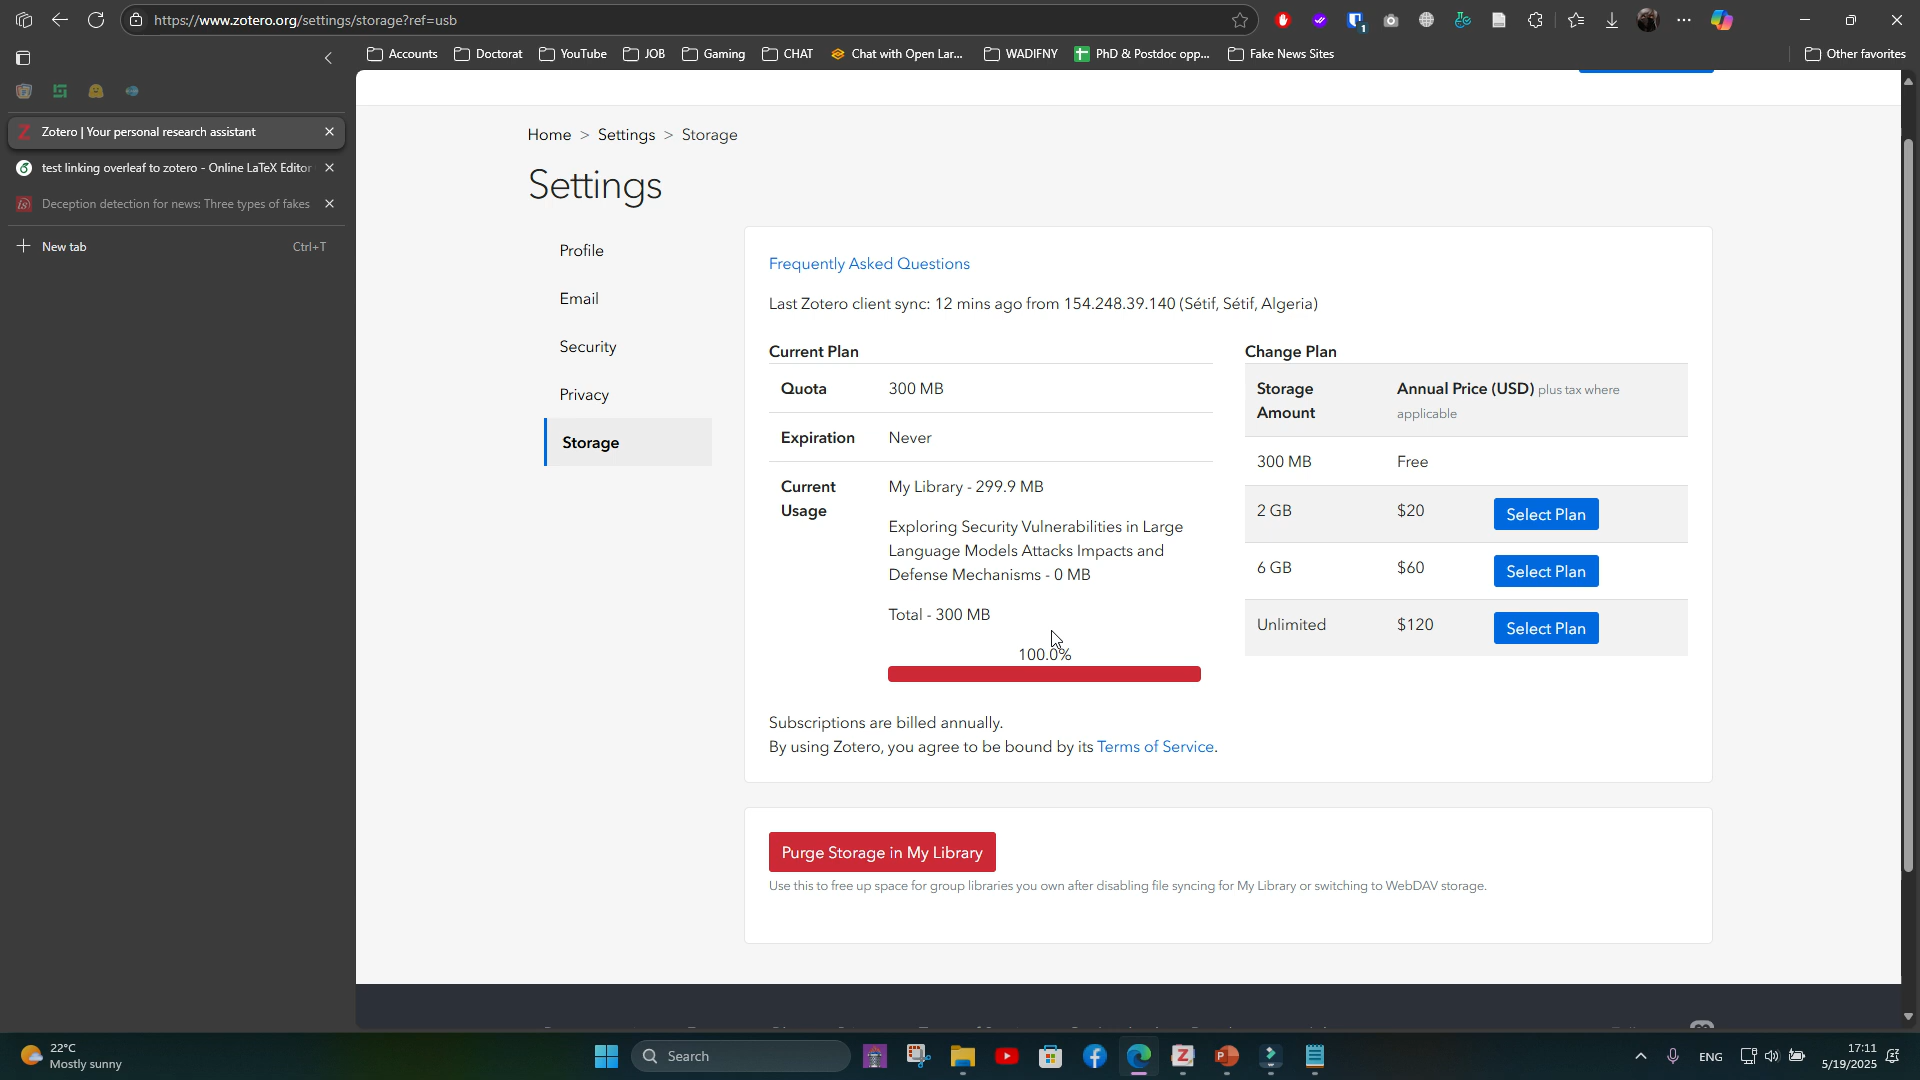 https://www.zotero.org/settings/storage?ref=usb
1
Accounts
Doctorat
YouTube
JOB
Gaming
CHAT
Chat with Open Lar...
WADIFNY
PhD & Postdoc opp...
Fake News Sites
Other favorites
Zotero | Your personal research assistant
test linking overleaf to zotero - Online LaTeX Editor
Deception detection for news: Three types of fakes
New tab
Ctrl+T
Home > Settings > Storage
Settings
Profile
Email
Security
Privacy
Storage
Frequently Asked Questions
Last Zotero client sync: 12 mins ago from 154.248.39.140 (Sétif, Sétif, Algeria)
Current Plan
Quota 300 MB
Expiration Never
Current
Usage
My Library - 299.9 MB
Exploring Security Vulnerabilities in Large
Language Models Attacks Impacts and
Defense Mechanisms - 0 MB
Total - 300 MB
100.0%
Change Plan
Storage
Amount
Annual Price (USD) plus tax where
applicable
300 MB Free
2 GB $20 Select Plan
6 GB $60 Select Plan
Unlimited $120 Select Plan
Subscriptions are billed annually.
By using Zotero, you agree to be bound by its Terms of Service.
Purge Storage in My Library
Use this to free up space for group libraries you own after disabling file syncing for My Library or switching to WebDAV storage.
22°C
Mostly sunny
Search
ENG
17:11
5/19/2025